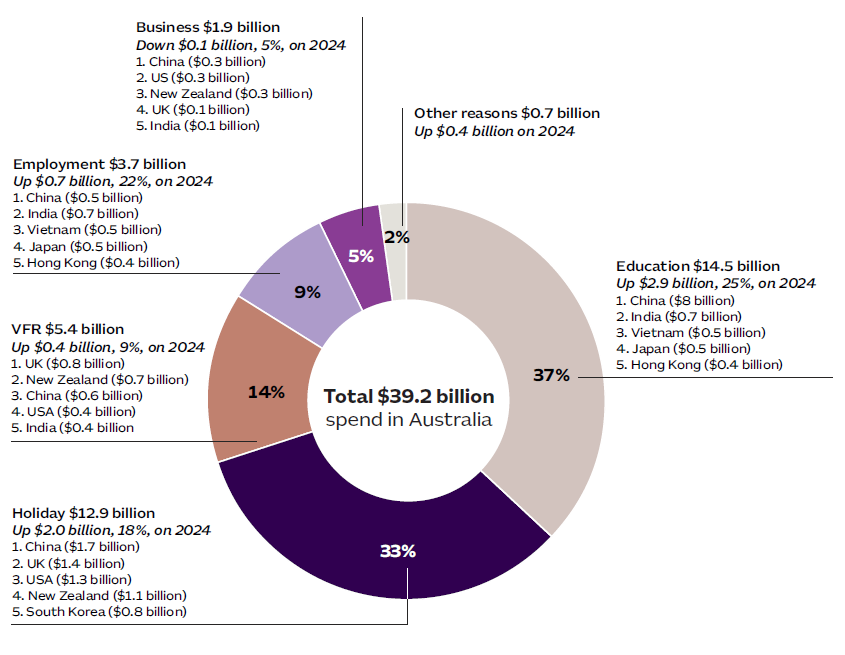 Business $1.9 billion
Down $0.1 billion, 5%, on 2024
1. China ($0.3 billion)
2. US ($0.3 billion)
3. New Zealand ($0.3 billion)
4. UK ($0.1 billion)
5. India ($0.1 billion)
Other reasons $0.7 billion
Up $0.4 billion on 2024
Employment $3.7 billion
Up $0.7 billion, 22%, on 2024
1. China ($0.5 billion)
2. India ($0.7 billion)
3. Vietnam ($0.5 billion)
4. Japan ($0.5 billion)
5. Hong Kong ($0.4 billion)
Education $14.5 billion
Up $2.9 billion, 25%, on 2024
1. China ($8 billion)
2. India ($0.7 billion)
3. Vietnam ($0.5 billion)
4. Japan ($0.5 billion)
5. Hong Kong ($0.4 billion)
VFR $5.4 billion
Up $0.4 billion, 9%, on 2024
1. UK ($0.8 billion)
2. New Zealand ($0.7 billion)
3. China ($0.6 billion)
4. USA ($0.4 billion)
5. India ($0.4 billion
Holiday $12.9 billion
Up $2.0 billion, 18%, on 2024
1. China ($1.7 billion)
2. UK ($1.4 billion)
3. USA ($1.3 billion)
4. New Zealand ($1.1 billion)
5. South Korea ($0.8 billion)
2%
5%
9%
14%
33%
37%
Total $39.2 billion
spend in Australia